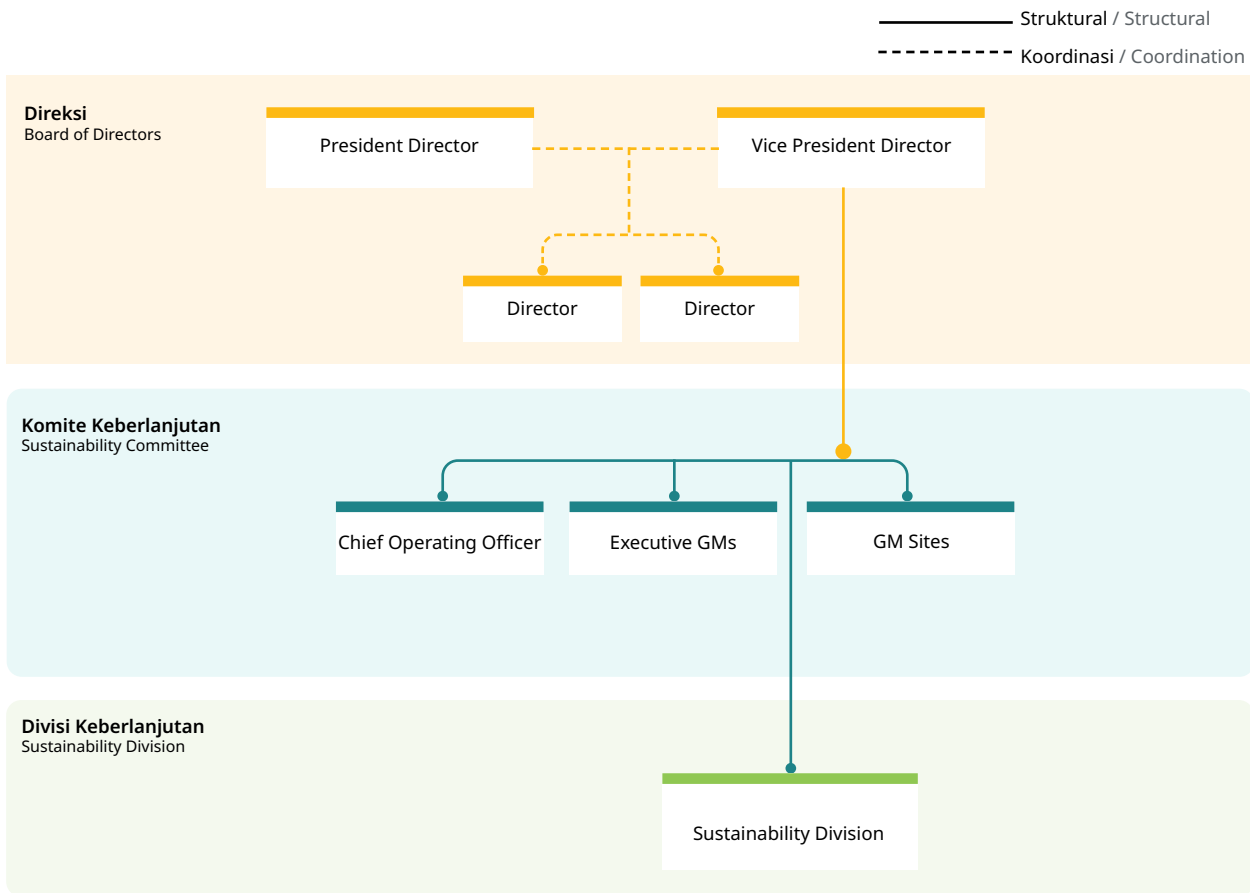 Struktural / Structural
Koordinasi / Coordination
Direksi
Board of Directors
President Director
Vice President Director
Director
Director
Komite Keberlanjutan
Sustainability Committee
Chief Operating Officer
Executive GMs
GM Sites
Divisi Keberlanjutan
Sustainability Division
Sustainability Division